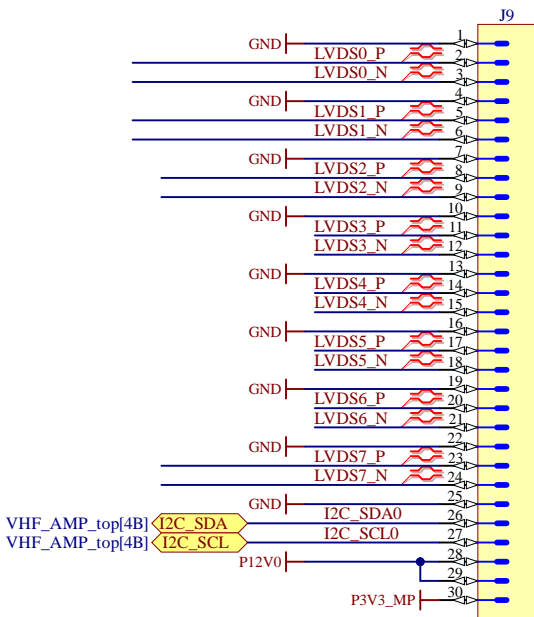 J9
1
GND
LVDS0_P
2
LVDS0_N
3
4
GND
LVDS1_P
5
LVDS1_N
6
7
GND
LVDS2_P
8
LVDS2_N
9
10
GND
LVDS3_P
11
LVDS3_N
12
13
GND
LVDS4_P
14
LVDS4_N
15
16
GND
LVDS5_P
17
LVDS5_N
18
19
GND
LVDS6_P
20
LVDS6_N
21
22
GND
LVDS7_P
23
LVDS7_N
24
25
GND
VHF_AMP_top[4B] I2C_SDA I2C_SDA0 26
VHF_AMP_top[4B] I2C_SCL I2C_SCL0 27
P12V0 28
29
P3V3_MP 30